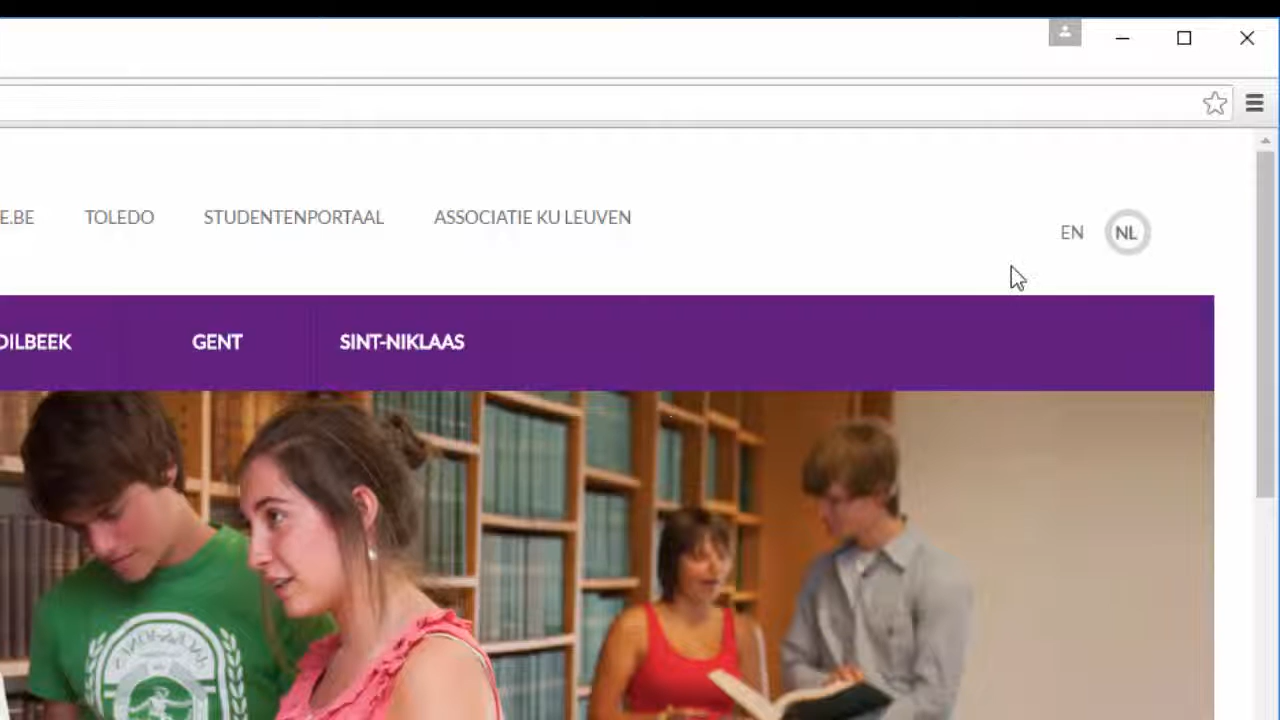 E.BE TOLEDO STUDENTENPORTAAL ASSOCIATIE KU LEUVEN
EN NL
DILBEEK GENT SINT-NIKLAAS